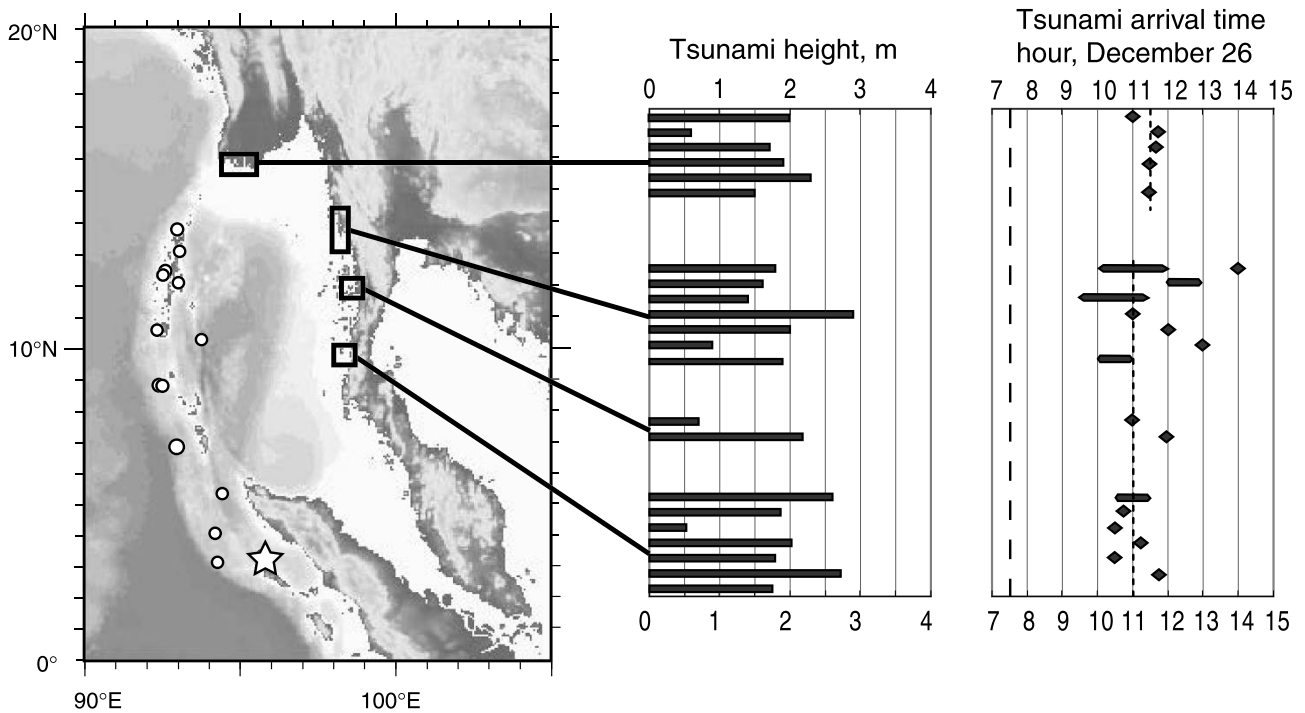 Tsunami arrival time
hour, December 26
Tsunami height, m
20°N
0 1 2 3 4
7 8 9 10 11 12 13 14 15
10°N
0 1 2 3 4
7 8 9 10 11 12 13 14 15
0°
90°E 100°E